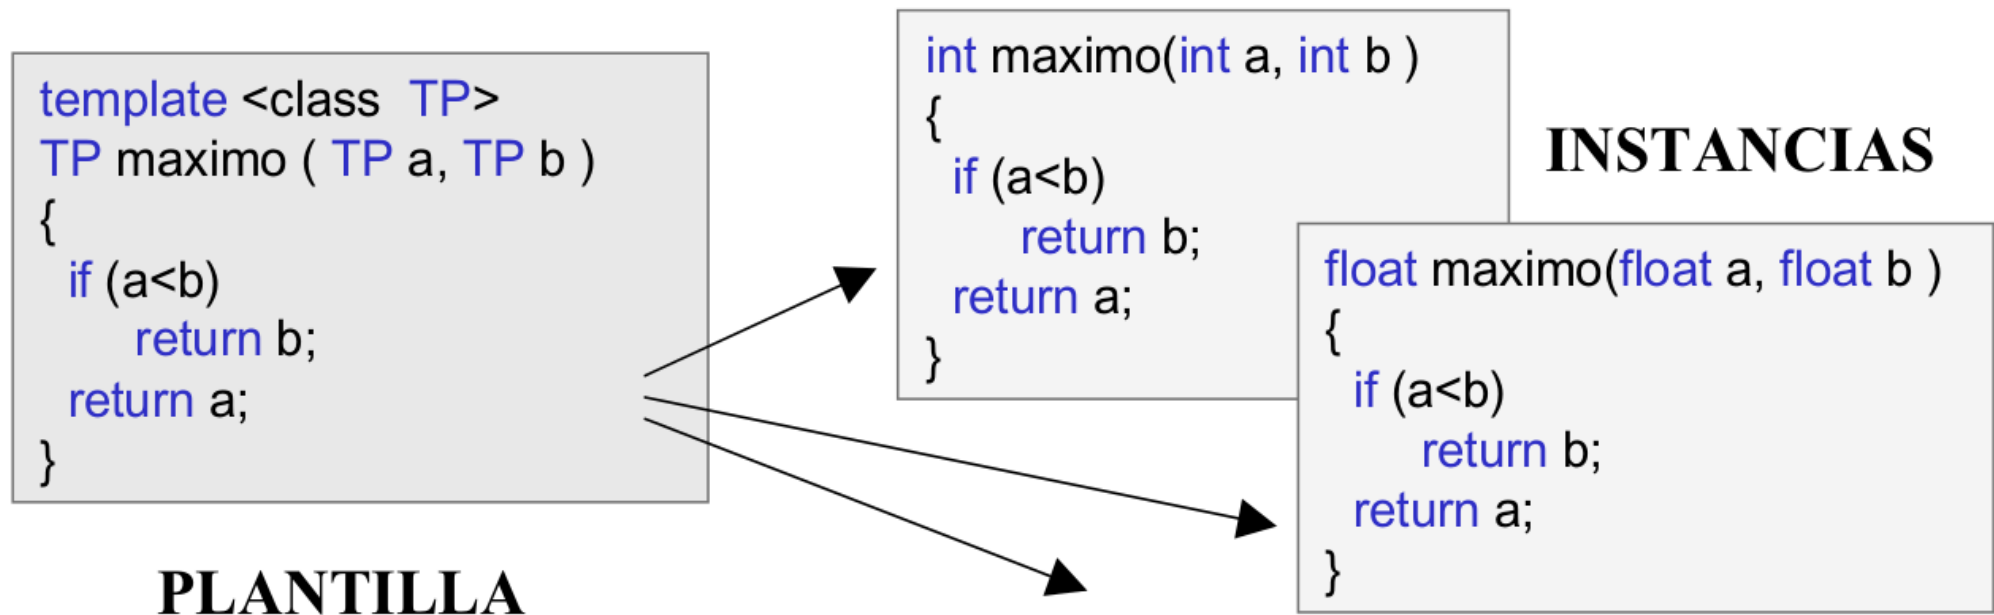 template <class TP>
TP maximo ( TP a, TP b )
{
if (a<b)
return b;
return a;
}
PLANTILLA
int maximo(int a, int b )
{
if (a<b)
return b;
return a;
}
INSTANCIAS
float maximo(float a, float b )
{
if (a<b)
return b;
return a;
}